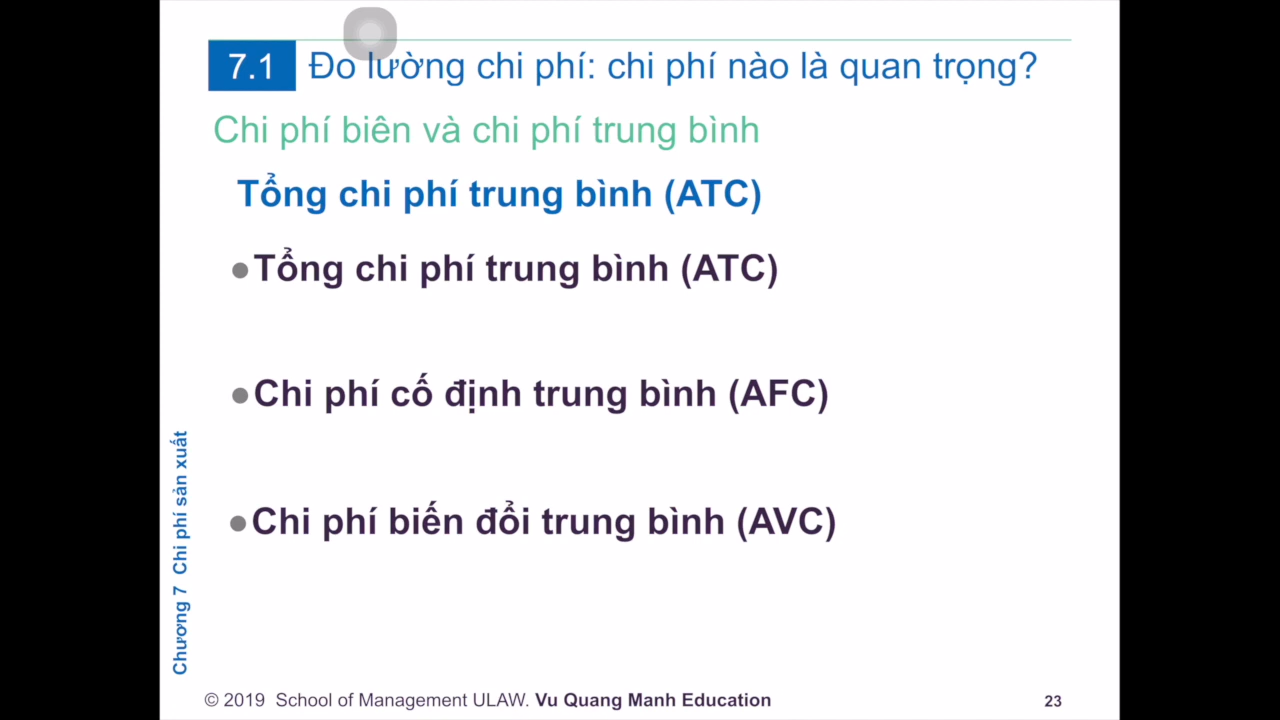 7.1 Đo lường chi phí: chi phí nào là quan trọng?
Chi phí biên và chi phí trung bình
Tổng chi phí trung bình (ATC)
●Tổng chi phí trung bình (ATC)
●Chi phí cố định trung bình (AFC)
●Chi phí biến đổi trung bình (AVC)
Chương 7 Chi phí sản xuất
© 2019 School of Management ULAW. Vu Quang Manh Education
23